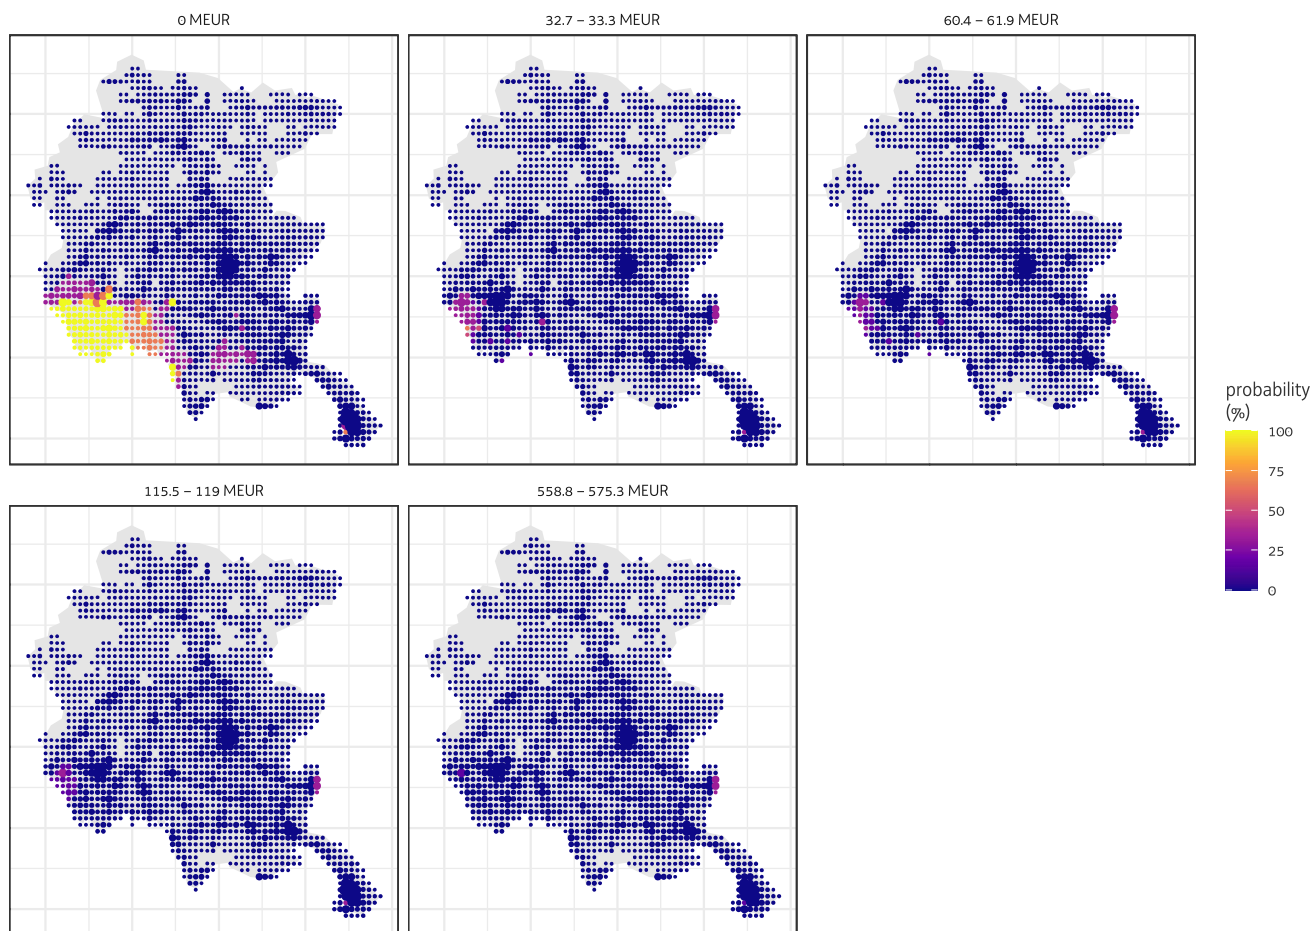 0 MEUR
32.7 – 33.3 MEUR
60.4 – 61.9 MEUR
115.5 – 119 MEUR
558.8 – 575.3 MEUR
probability
(%)
100
75
50
25
0